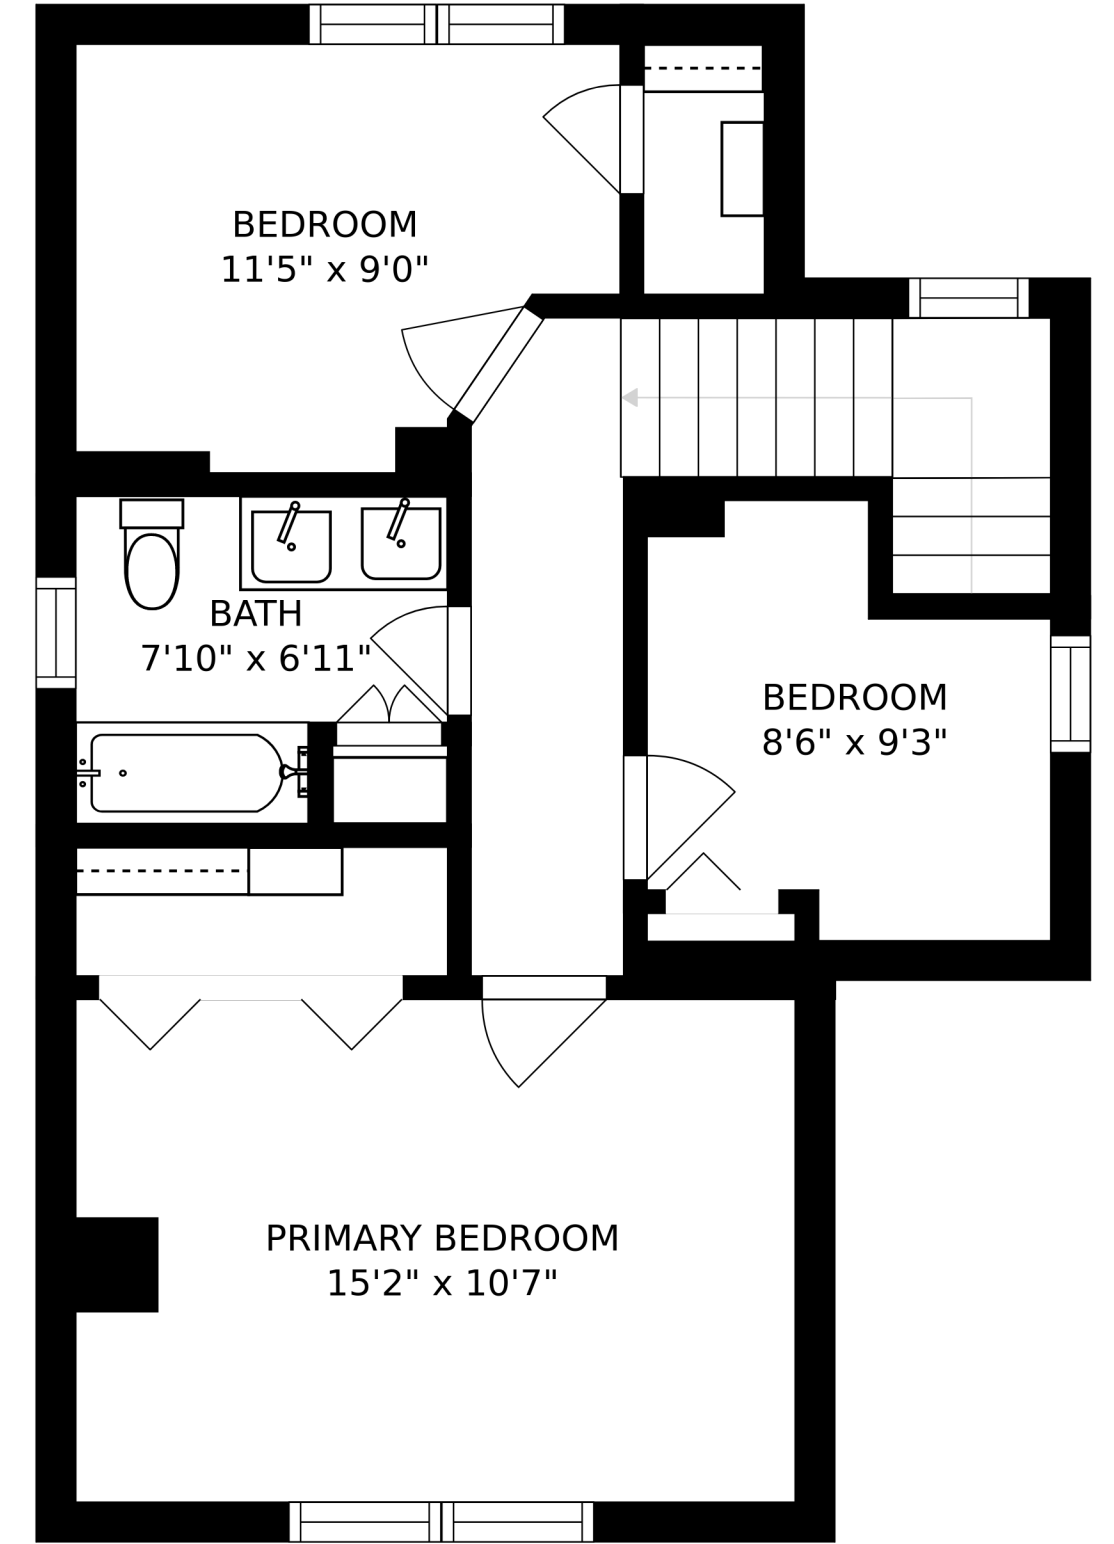 BEDROOM
11'5" x 9'0"
BATH
7'10" x 6'11"
BEDROOM
8'6" x 9'3"
PRIMARY BEDROOM
15'2" x 10'7"